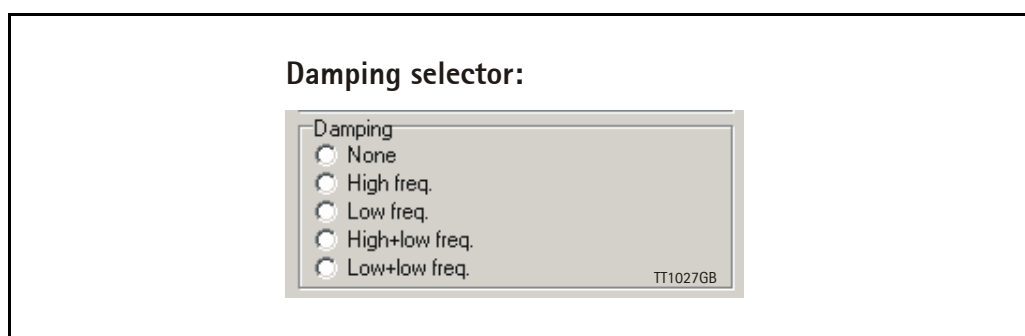 Damping selector:
Damping
None
High freq.
Low freq.
High+low freq.
Low+low freq.
TT1027GB